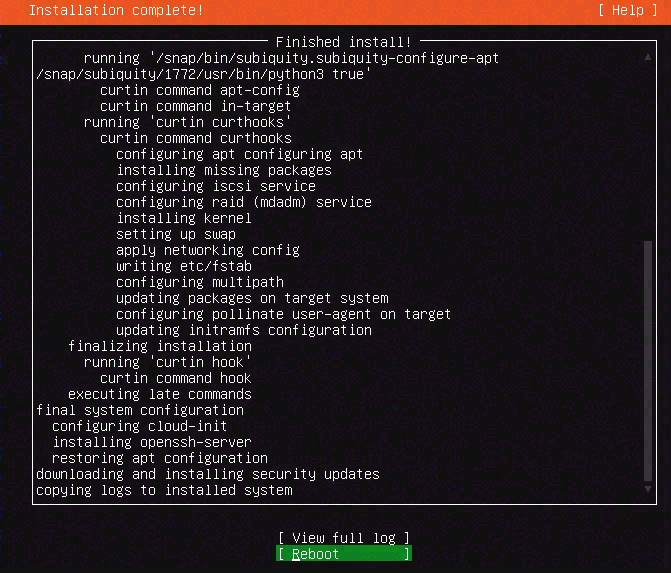 Installation complete! [ Help ]
Finished install!
running '/snap/bin/subiquity.subiquity-configure-apt
/snap/subiquity/1772/usr/bin/python3 true'
curtin command apt-config
curtin command in-target
running 'curtin curthooks'
curtin command curthooks
configuring apt configuring apt
installing missing packages
configuring iscsi service
configuring raid (mdadm) service
installing kernel
setting up swap
apply networking config
writing etc/fstab
configuring multipath
updating packages on target system
configuring pollinate user-agent on target
updating initramfs configuration
finalizing installation
running 'curtin hook'
curtin command hook
executing late commands
final system configuration
configuring cloud-init
installing openssh-server
restoring apt configuration
downloading and installing security updates
copying logs to installed system
[ View full log ]
[ Reboot ]